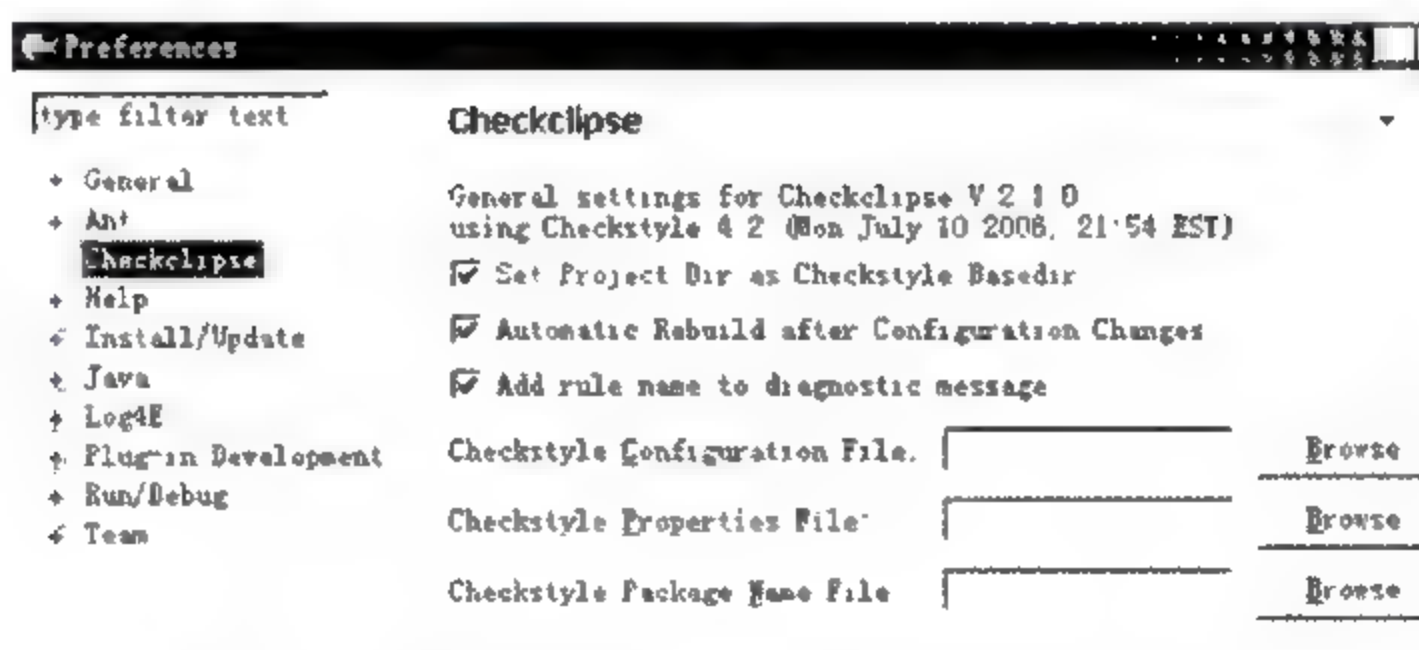 Preferences
type filter text
General
Ant
Checkclipse
Help
Install/Update
Java
Log4E
Plug-in Development
Run/Debug
Team
Checkclipse
General settings for Checkclipse V 2.1.0
using Checkstyle 4.2 (Mon July 10 2006, 21:54 EST)
Set Project Dir as Checkstyle Basedir
Automatic Rebuild after Configuration Changes
Add rule name to diagnostic message
Checkstyle Configuration File:
Browse
Checkstyle Properties File:
Browse
Checkstyle Package Name File
Browse